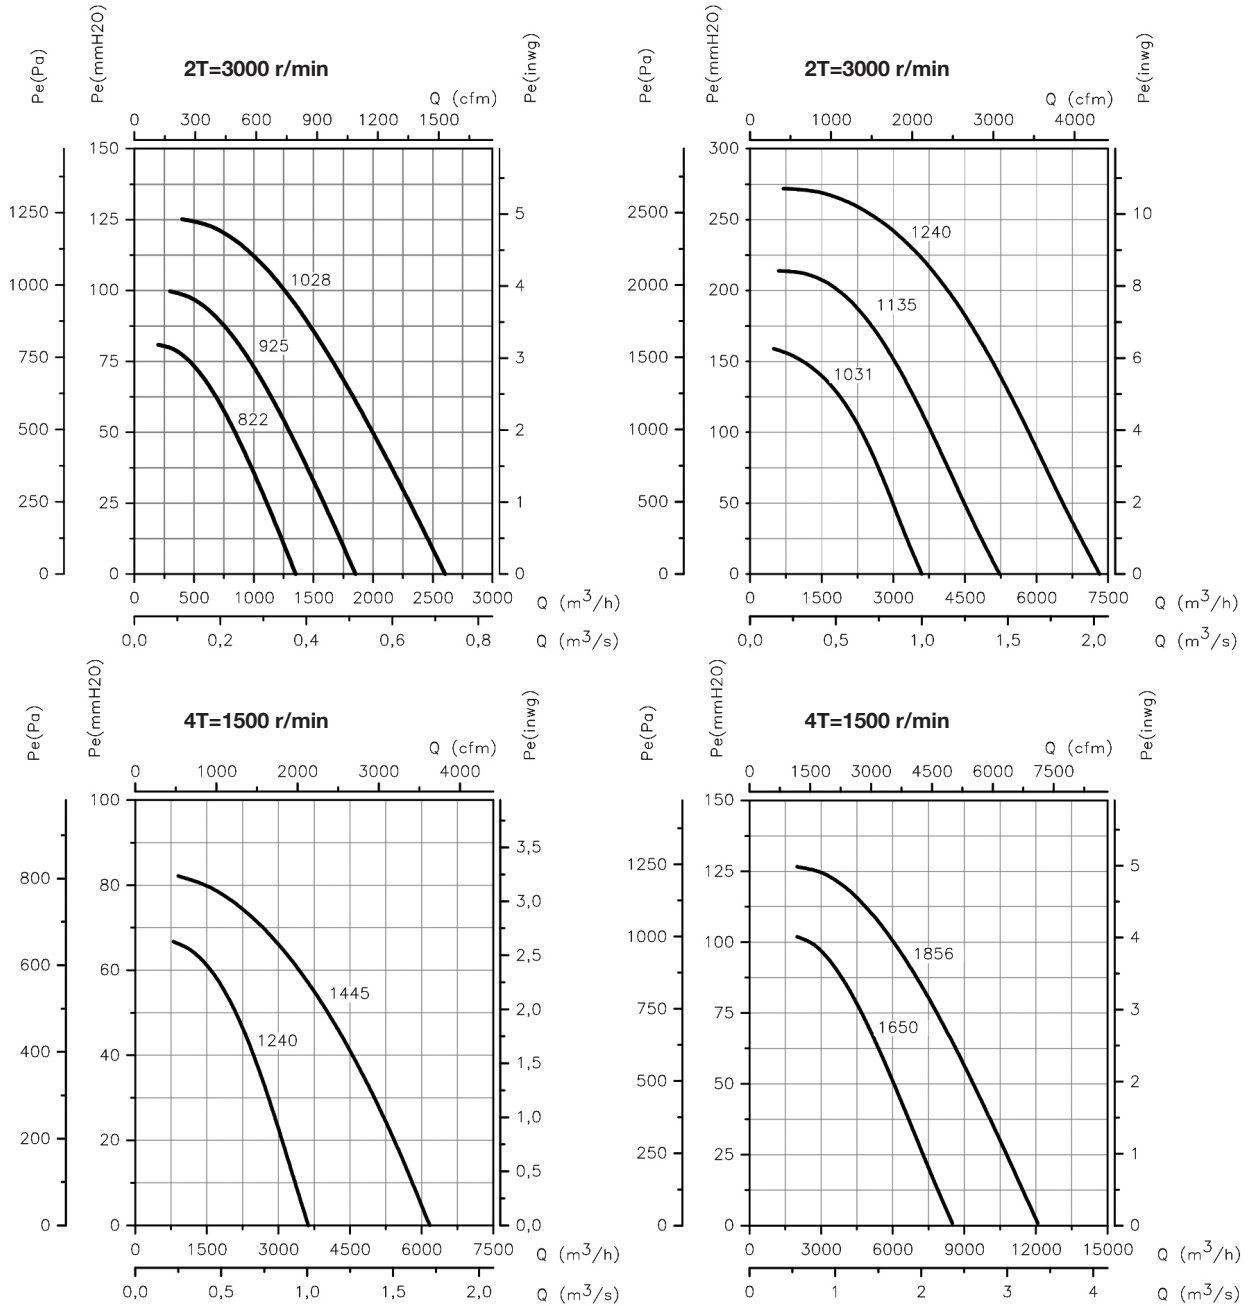 2T=3000 r/min
Pe(Pa)
Pe(mmH2O)
Pe(inwg)
Q (cfm)
0 300 600 900 1200 1500
150
125
100
75
50
25
0
1250
1000
750
500
250
0
5
4
3
2
1
0
1028
925
822
0 500 1000 1500 2000 2500 3000 Q (m³/h)
0,0 0,2 0,4 0,6 0,8 Q (m³/s)
2T=3000 r/min
Pe(Pa)
Pe(mmH2O)
Pe(inwg)
Q (cfm)
0 1000 2000 3000 4000
300
250
200
150
100
50
0
2500
2000
1500
1000
500
0
10
8
6
4
2
0
1240
1135
1031
0 1500 3000 4500 6000 7500 Q (m³/h)
0,0 0,5 1,0 1,5 2,0 Q (m³/s)
4T=1500 r/min
Pe(Pa)
Pe(mmH2O)
Pe(inwg)
Q (cfm)
0 1000 2000 3000 4000
100
80
60
40
20
0
800
600
400
200
0
3,5
3,0
2,5
2,0
1,5
1,0
0,5
0,0
1445
1240
0 1500 3000 4500 6000 7500 Q (m³/h)
0,0 0,5 1,0 1,5 2,0 Q (m³/s)
4T=1500 r/min
Pe(Pa)
Pe(mmH2O)
Pe(inwg)
Q (cfm)
0 1500 3000 4500 6000 7500
150
125
100
75
50
25
0
1250
1000
750
500
250
0
5
4
3
2
1
0
1856
1650
0 3000 6000 9000 12000 15000 Q (m³/h)
0 1 2 3 4 Q (m³/s)